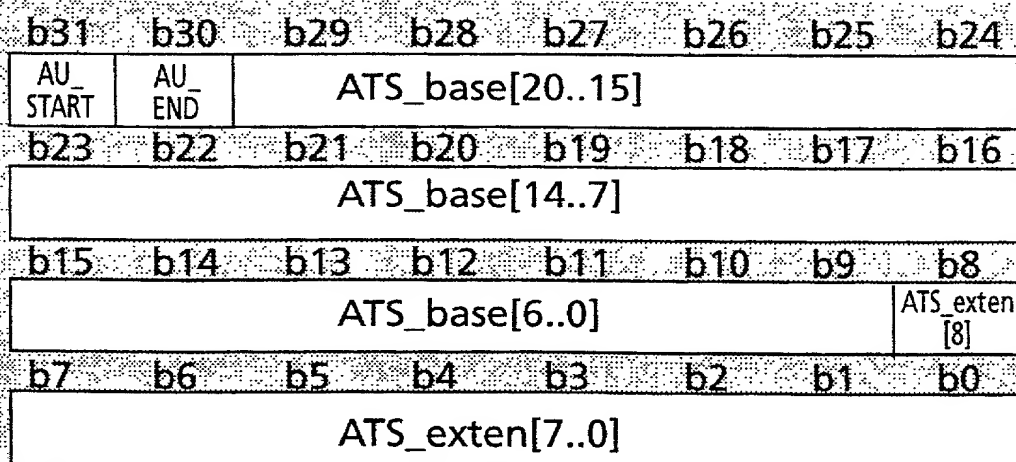 b31 b30 b29 b28 b27 b26 b25 b24
AU_ START AU_ END ATS_base[20..15]
b23 b22 b21 b20 b19 b18 b17 b16
ATS_base[14..7]
b15 b14 b13 b12 b11 b10 b9 b8
ATS_base[6..0] ATS_exten [8]
b7 b6 b5 b4 b3 b2 b1 b0
ATS_exten[7..0]